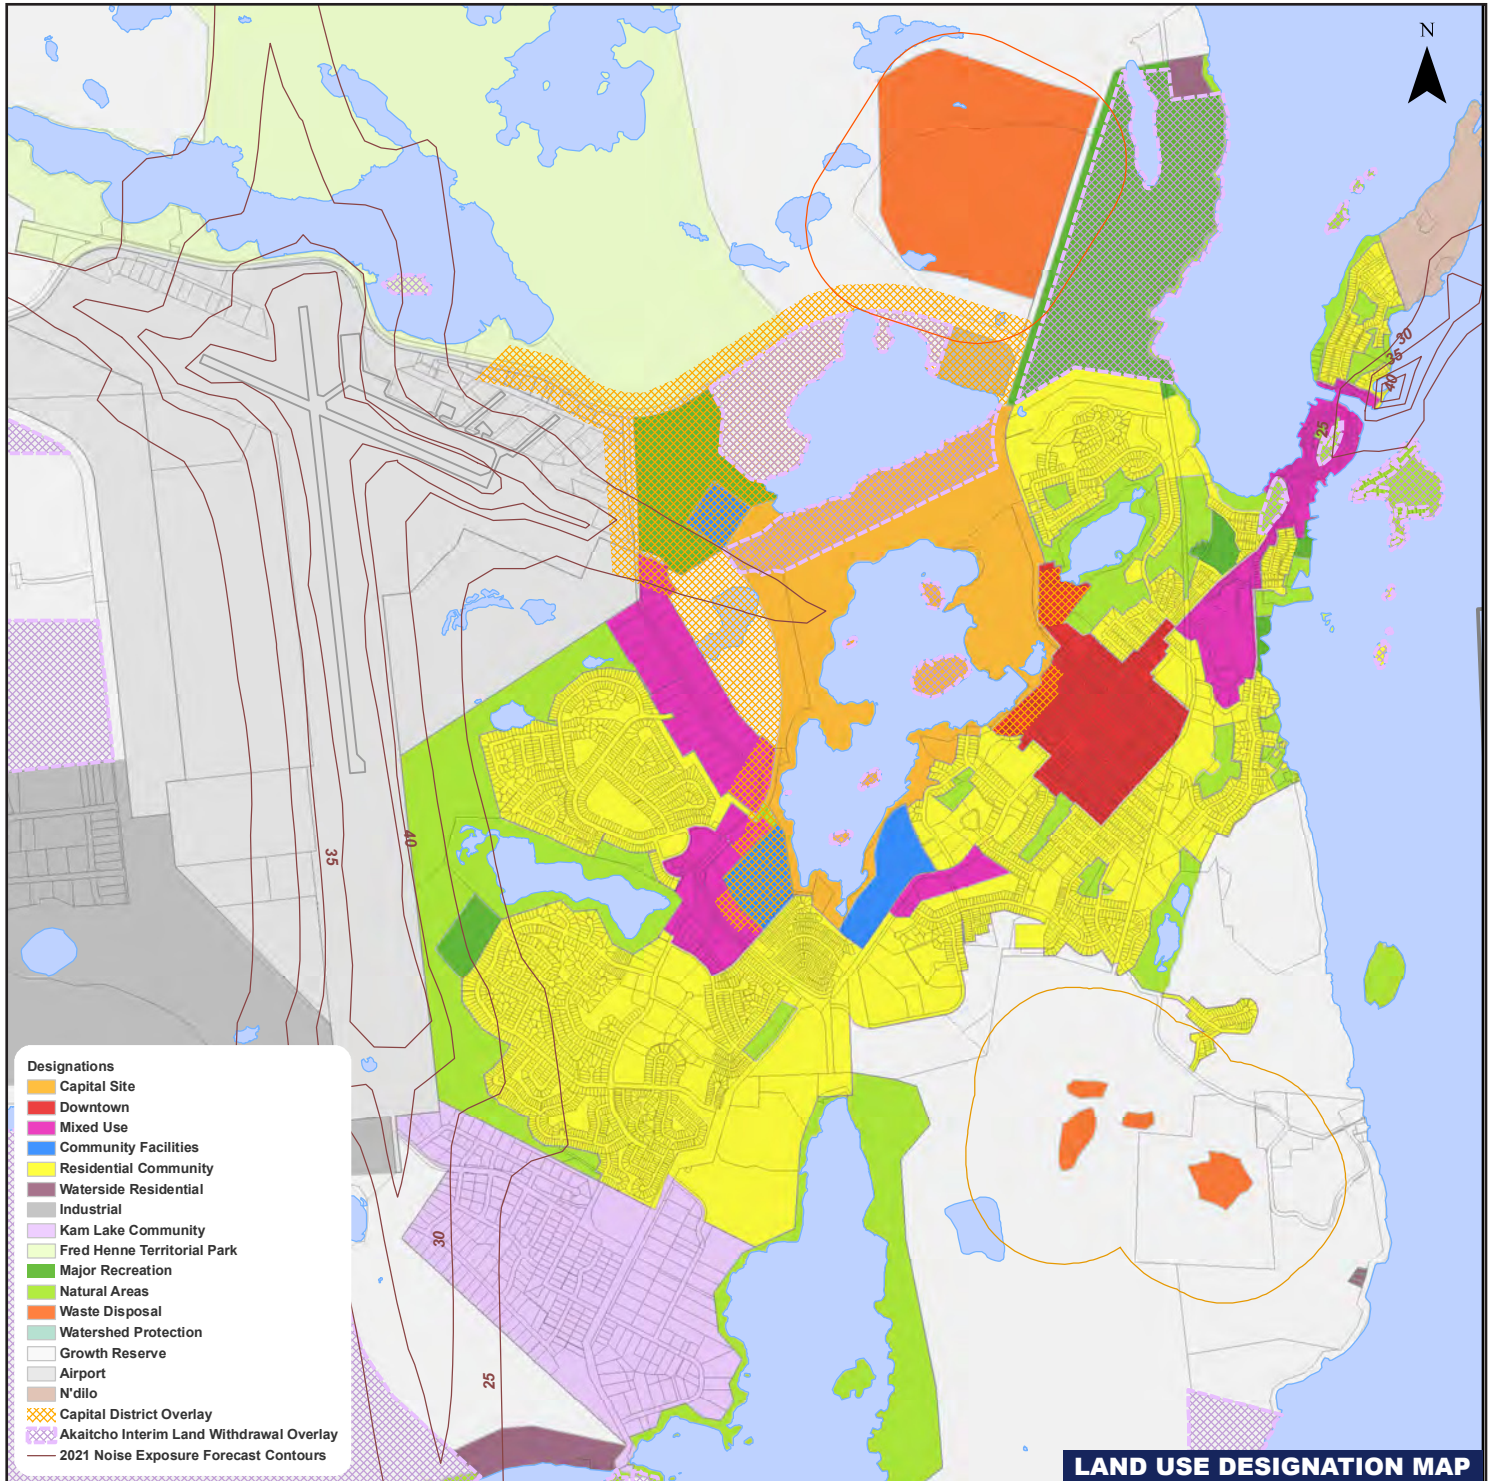 N
30
35
40
25
35
40
30
25
Designations
Capital Site
Downtown
Mixed Use
Community Facilities
Residential Community
Waterside Residential
Industrial
Kam Lake Community
Fred Henne Territorial Park
Major Recreation
Natural Areas
Waste Disposal
Watershed Protection
Growth Reserve
Airport
N'dilo
Capital District Overlay
Akaitcho Interim Land Withdrawal Overlay
2021 Noise Exposure Forecast Contours
LAND USE DESIGNATION MAP